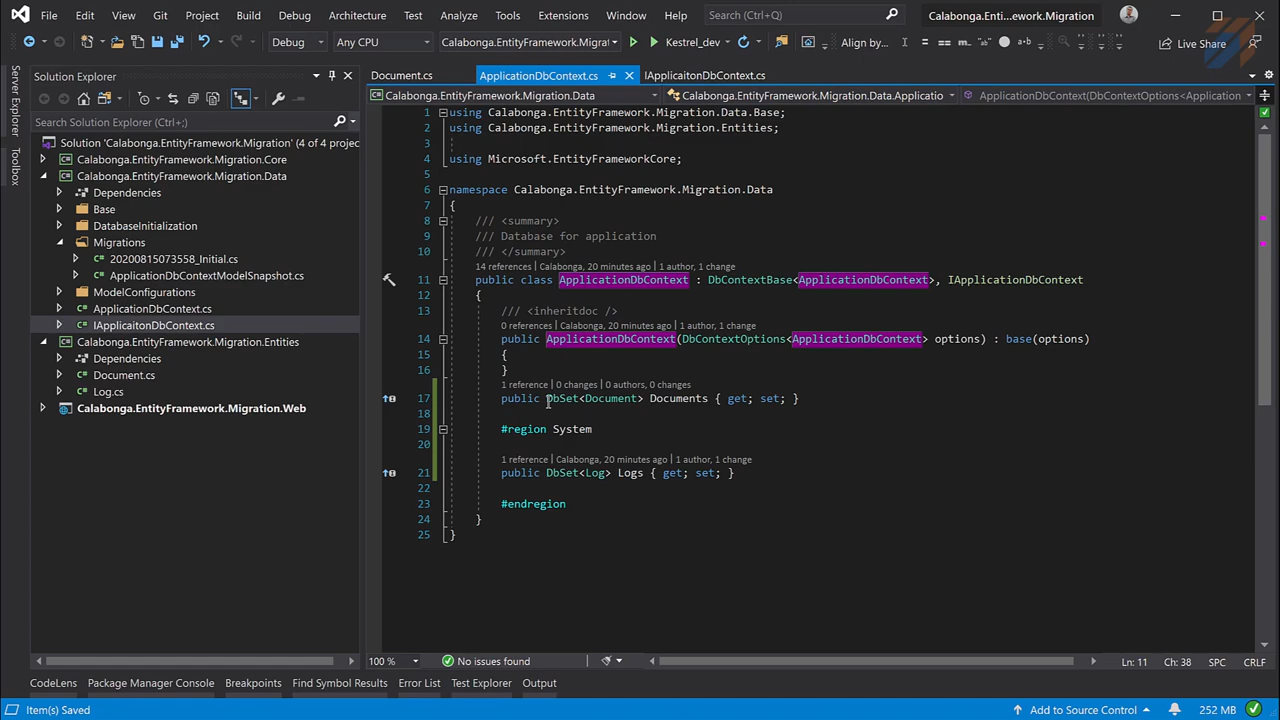 File Edit View Git Project Build Debug Architecture Test Analyze Tools Extensions Window Help Search (Ctrl+Q) Calabonga.Enti...ework.Migration
Debug Any CPU Calabonga.EntityFramework.Migrat Kestrel_dev Align by... Live Share
Server Explorer
Toolbox
Solution Explorer
Search Solution Explorer (Ctrl+;)
Solution 'Calabonga.EntityFramework.Migration' (4 of 4 projec
Calabonga.EntityFramework.Migration.Core
Calabonga.EntityFramework.Migration.Data
Dependencies
Base
DatabaseInitialization
Migrations
20200815073558_Initial.cs
ApplicationDbContextModelSnapshot.cs
ModelConfigurations
ApplicationDbContext.cs
IApplicaitonDbContext.cs
Calabonga.EntityFramework.Migration.Entities
Dependencies
Document.cs
Log.cs
Calabonga.EntityFramework.Migration.Web
Document.cs ApplicationDbContext.cs IApplicaitonDbContext.cs
Calabonga.EntityFramework.Migration.Data Calabonga.EntityFramework.Migration.Data.Applicatio ApplicationDbContext(DbContextOptions<Application
1 using Calabonga.EntityFramework.Migration.Data.Base;
2 using Calabonga.EntityFramework.Migration.Entities;
3
4 using Microsoft.EntityFrameworkCore;
5
6 namespace Calabonga.EntityFramework.Migration.Data
7 {
8 /// <summary>
9 /// Database for application
10 /// </summary>
14 references | Calabonga, 20 minutes ago | 1 author, 1 change
11 public class ApplicationDbContext : DbContextBase<ApplicationDbContext>, IApplicationDbContext
12 {
13 /// <inheritdoc />
0 references | Calabonga, 20 minutes ago | 1 author, 1 change
14 public ApplicationDbContext(DbContextOptions<ApplicationDbContext> options) : base(options)
15 {
16 }
1 reference | 0 changes | 0 authors, 0 changes
17 public DbSet<Document> Documents { get; set; }
18
19 #region System
20
1 reference | Calabonga, 20 minutes ago | 1 author, 1 change
21 public DbSet<Log> Logs { get; set; }
22
23 #endregion
24 }
25 }
100 % No issues found Ln: 11 Ch: 38 SPC CRLF
CodeLens Package Manager Console Breakpoints Find Symbol Results Error List Test Explorer Output
Item(s) Saved Add to Source Control 252 MB